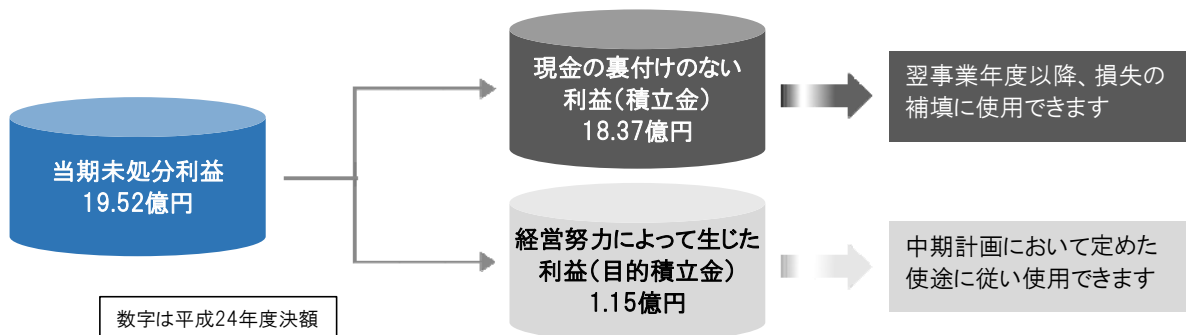 当期未処分利益
19.52億円
現金の裏付けのない
利益(積立金)
18.37億円
翌事業年度以降、損失の
補填に使用できます
経営努力によって生じた
利益(目的積立金)
1.15億円
中期計画において定めた
使途に従い使用できます
数字は平成24年度決額